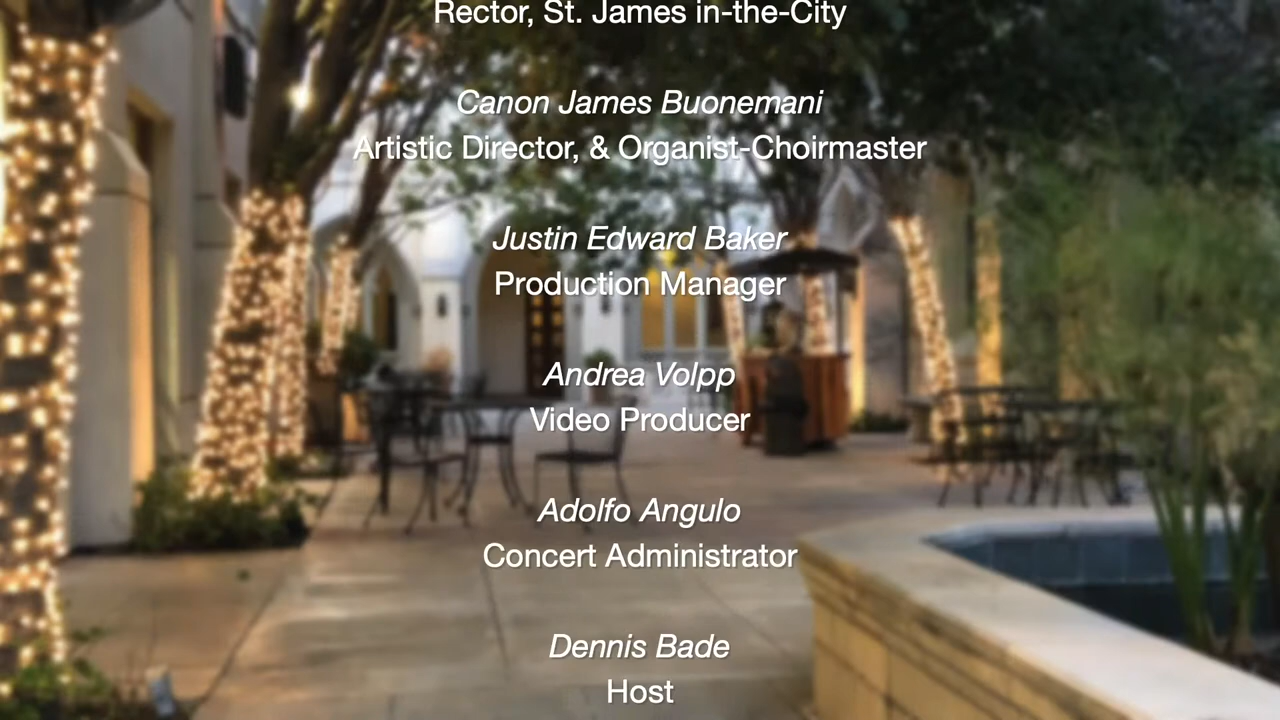 Rector, St. James in-the-City
Canon James Buonemani
Artistic Director, & Organist-Choirmaster
Justin Edward Baker
Production Manager
Andrea Volpp
Video Producer
Adolfo Angulo
Concert Administrator
Dennis Bade
Host